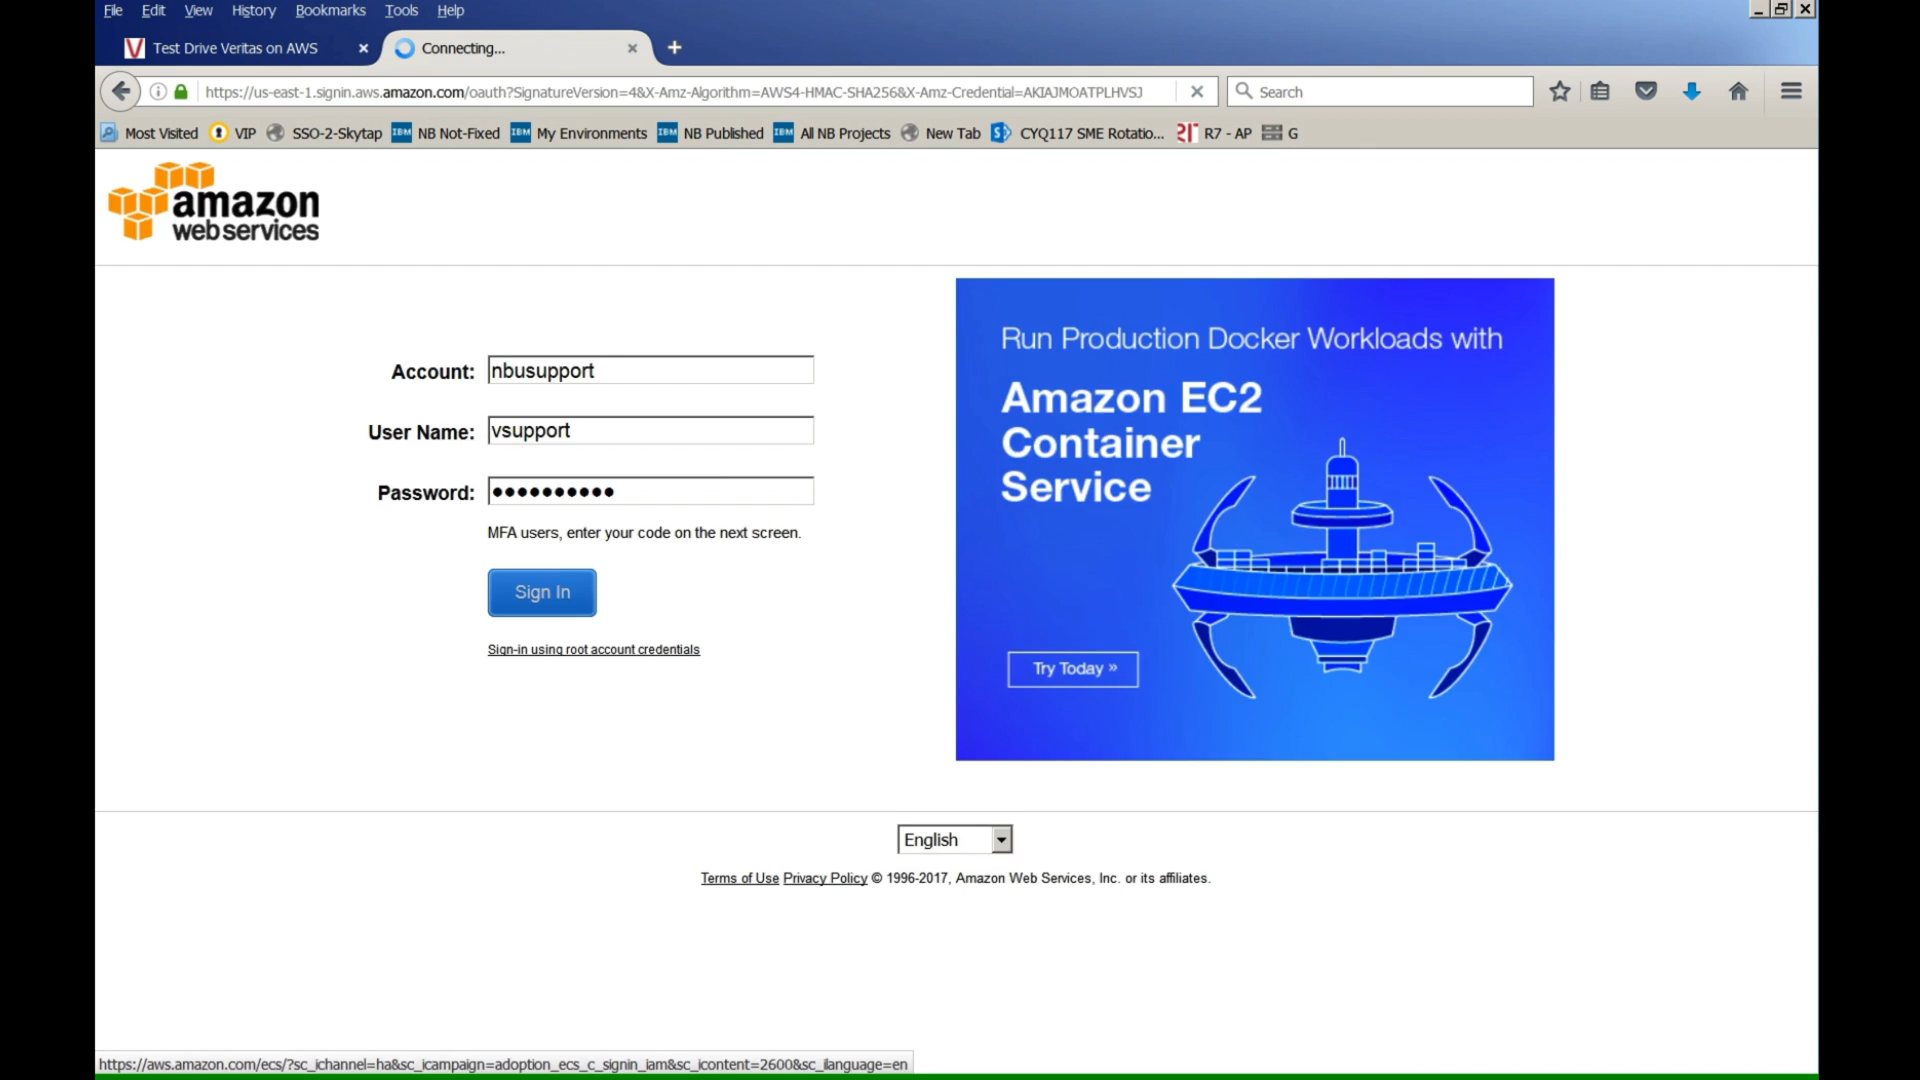 File Edit View History Bookmarks Tools Help
Test Drive Veritas on AWS
Connecting...
https://us-east-1.signin.aws.amazon.com/oauth?SignatureVersion=4&X-Amz-Algorithm=AWS4-HMAC-SHA256&X-Amz-Credential=AKIAJMOATPLHVSJ
Search
Most Visited VIP SSO-2-Skytap IBM NB Not-Fixed IBM My Environments IBM NB Published IBM All NB Projects New Tab CYQ117 SME Rotatio... R7 - AP G
amazon
web services
Account: nbusupport
User Name: vsupport
Password: ●●●●●●●●●●
MFA users, enter your code on the next screen.
Sign In
Sign-in using root account credentials
Run Production Docker Workloads with
Amazon EC2
Container
Service
Try Today »
English
Terms of Use Privacy Policy © 1996-2017, Amazon Web Services, Inc. or its affiliates.
https://aws.amazon.com/ecs/?sc_ichannel=ha&sc_icampaign=adoption_ecs_c_signin_iam&sc_icontent=2600&sc_ilanguage=en